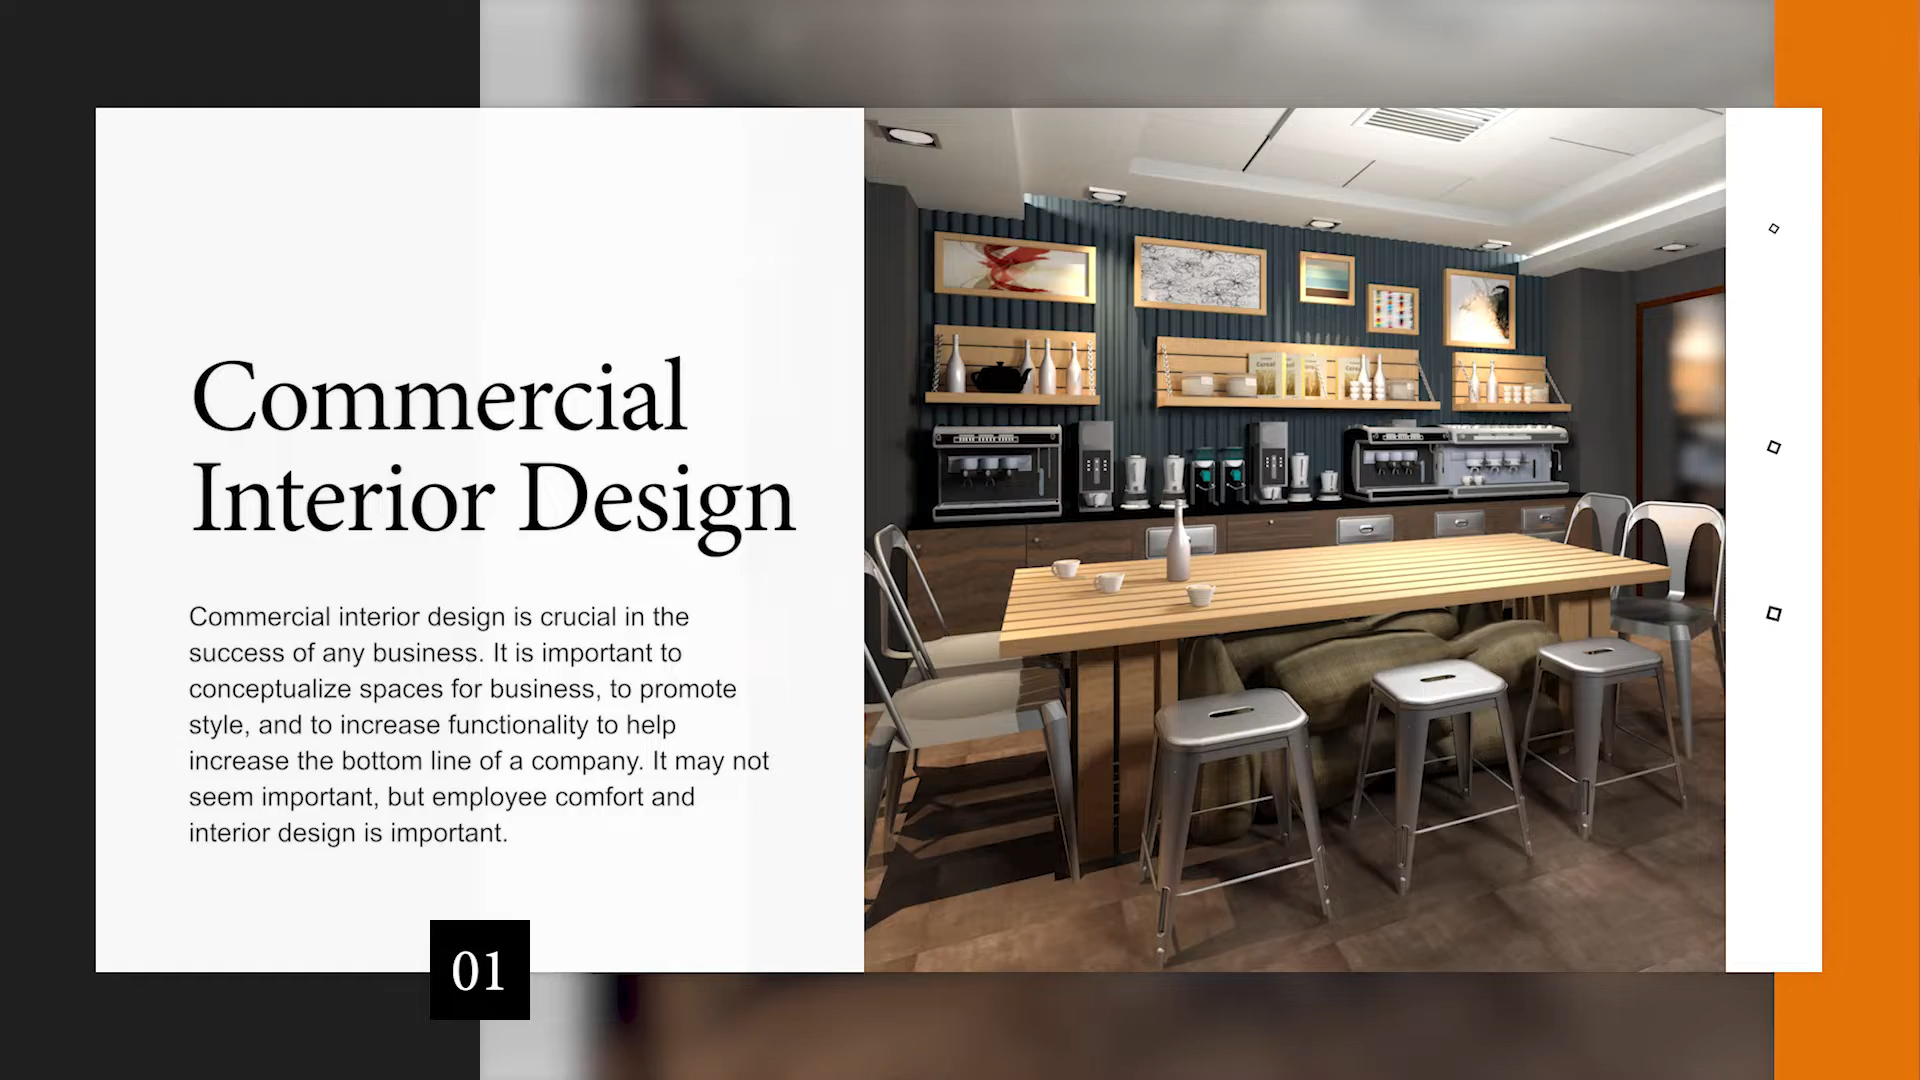 Commercial
Interior Design
Commercial interior design is crucial in the
success of any business. It is important to
conceptualize spaces for business, to promote
style, and to increase functionality to help
increase the bottom line of a company. It may not
seem important, but employee comfort and
interior design is important.
01
Cereal